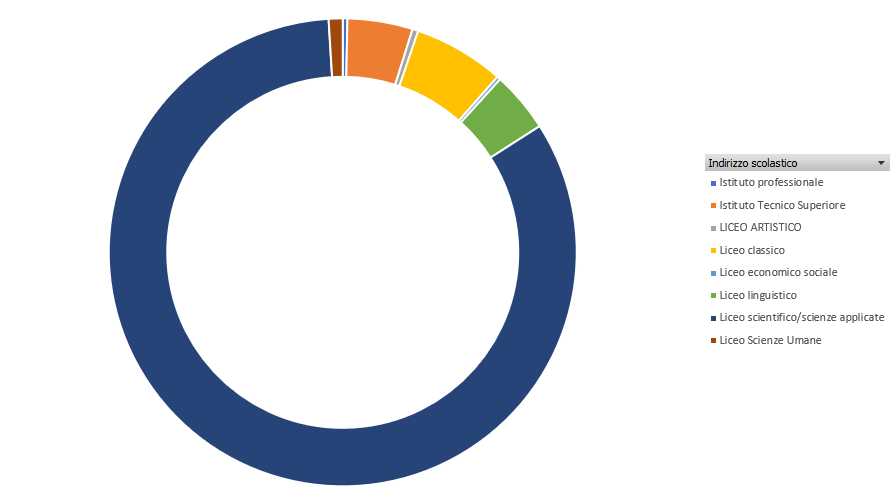 Indirizzo scolastico
Istituto professionale
Istituto Tecnico Superiore
LICEO ARTISTICO
Liceo classico
Liceo economico sociale
Liceo linguistico
Liceo scientifico/scienze applicate
Liceo Scienze Umane